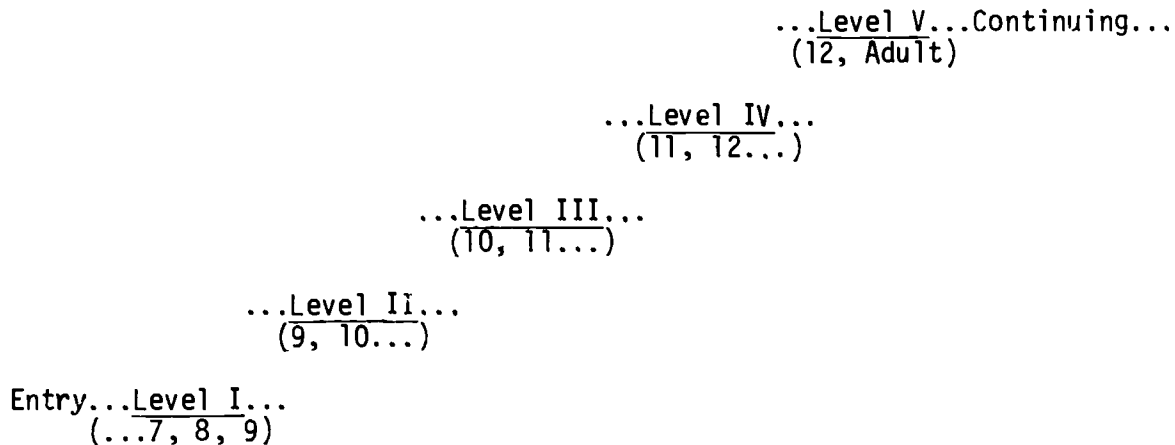 ...Level V...Continuing...
(12, Adult)
...Level IV...
(11, 12...)
...Level III...
(10, 11...)
...Level II...
(9, 10...)
Entry...Level I...
(...7, 8, 9)